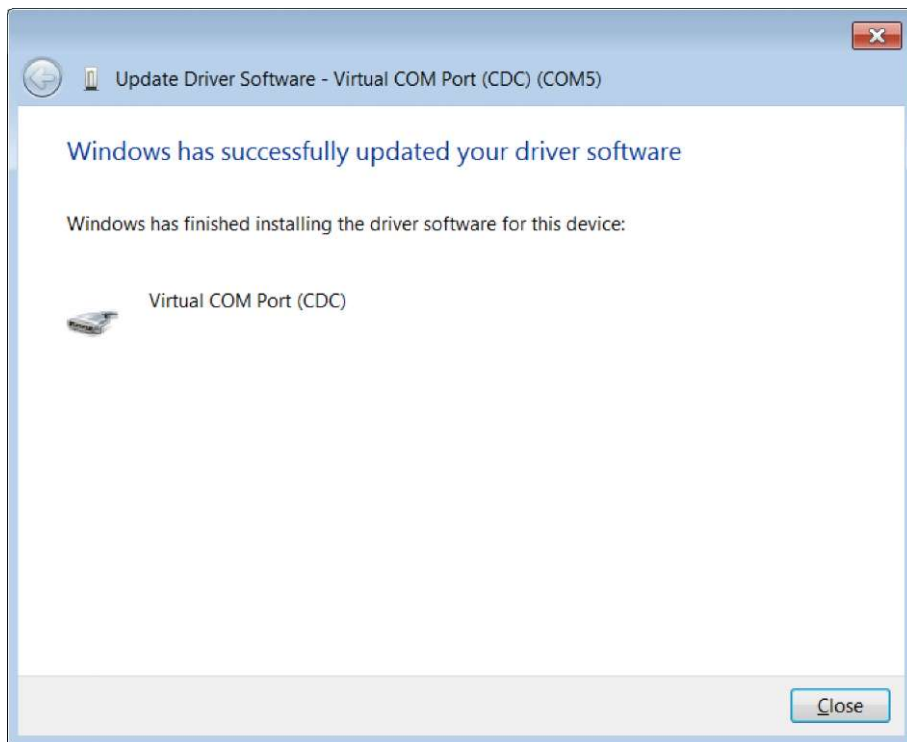 Update Driver Software - Virtual COM Port (CDC) (COM5)
Windows has successfully updated your driver software
Windows has finished installing the driver software for this device:
Virtual COM Port (CDC)
Close